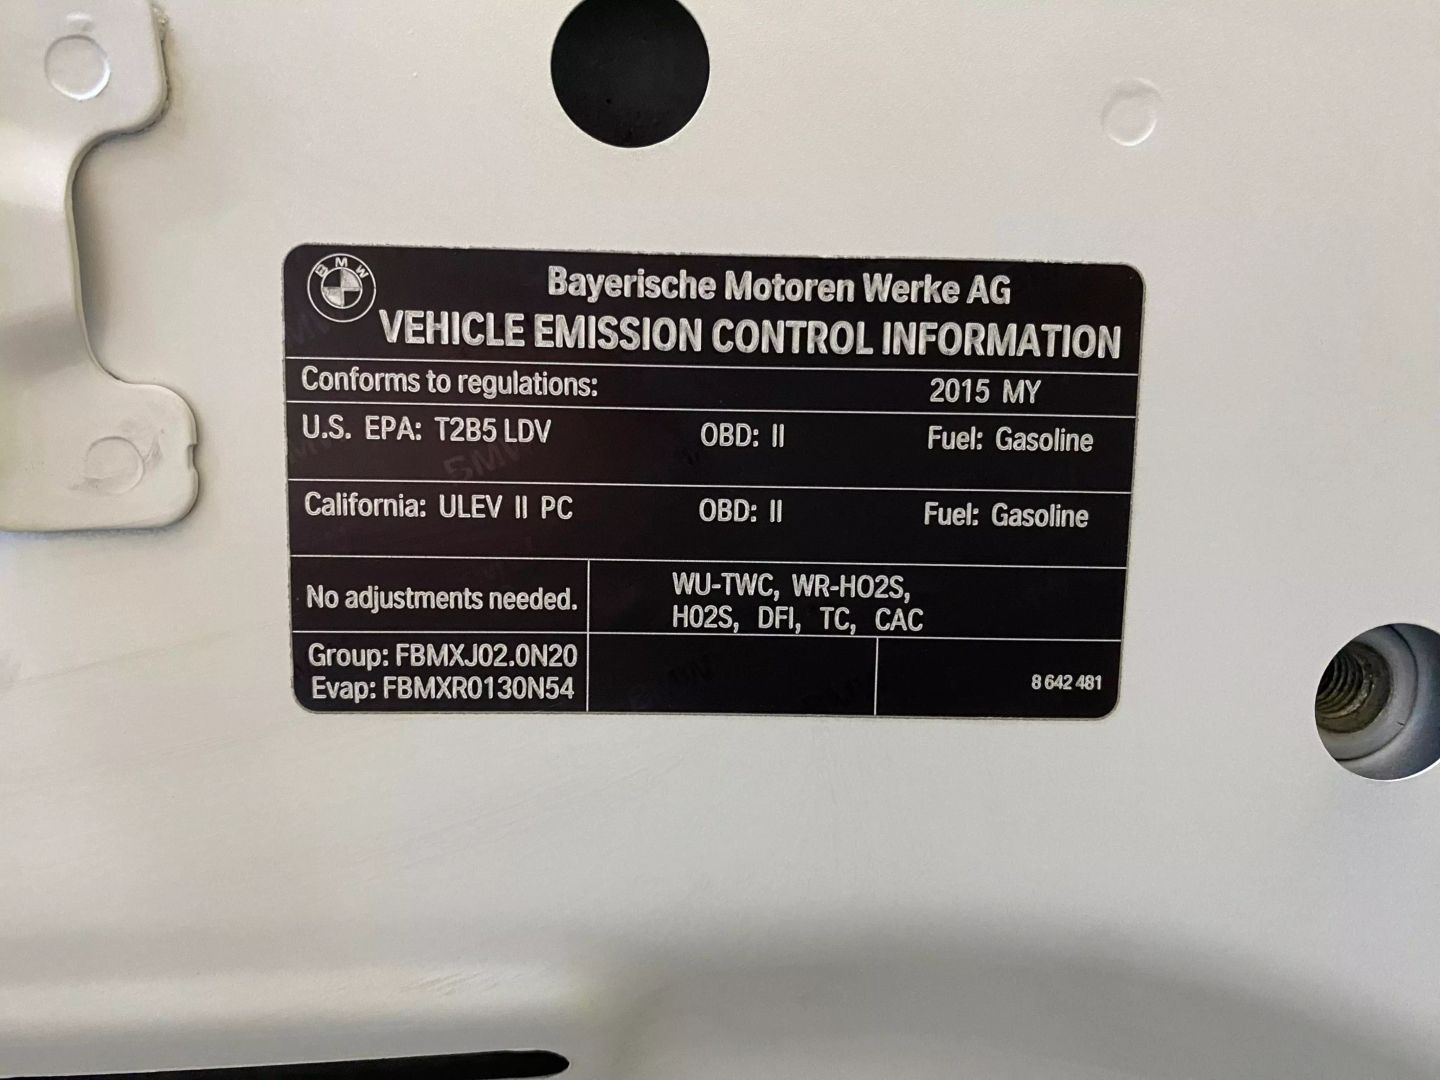 BMW
Bayerische Motoren Werke AG
VEHICLE EMISSION CONTROL INFORMATION
Conforms to regulations: 2015 MY
U.S. EPA: T2B5 LDV OBD: II Fuel: Gasoline
California: ULEV II PC OBD: II Fuel: Gasoline
No adjustments needed.
WU-TWC, WR-HO2S,
H02S, DFI, TC, CAC
Group: FBMXJ02.0N20
Evap: FBMXR0130N54
8 642 481